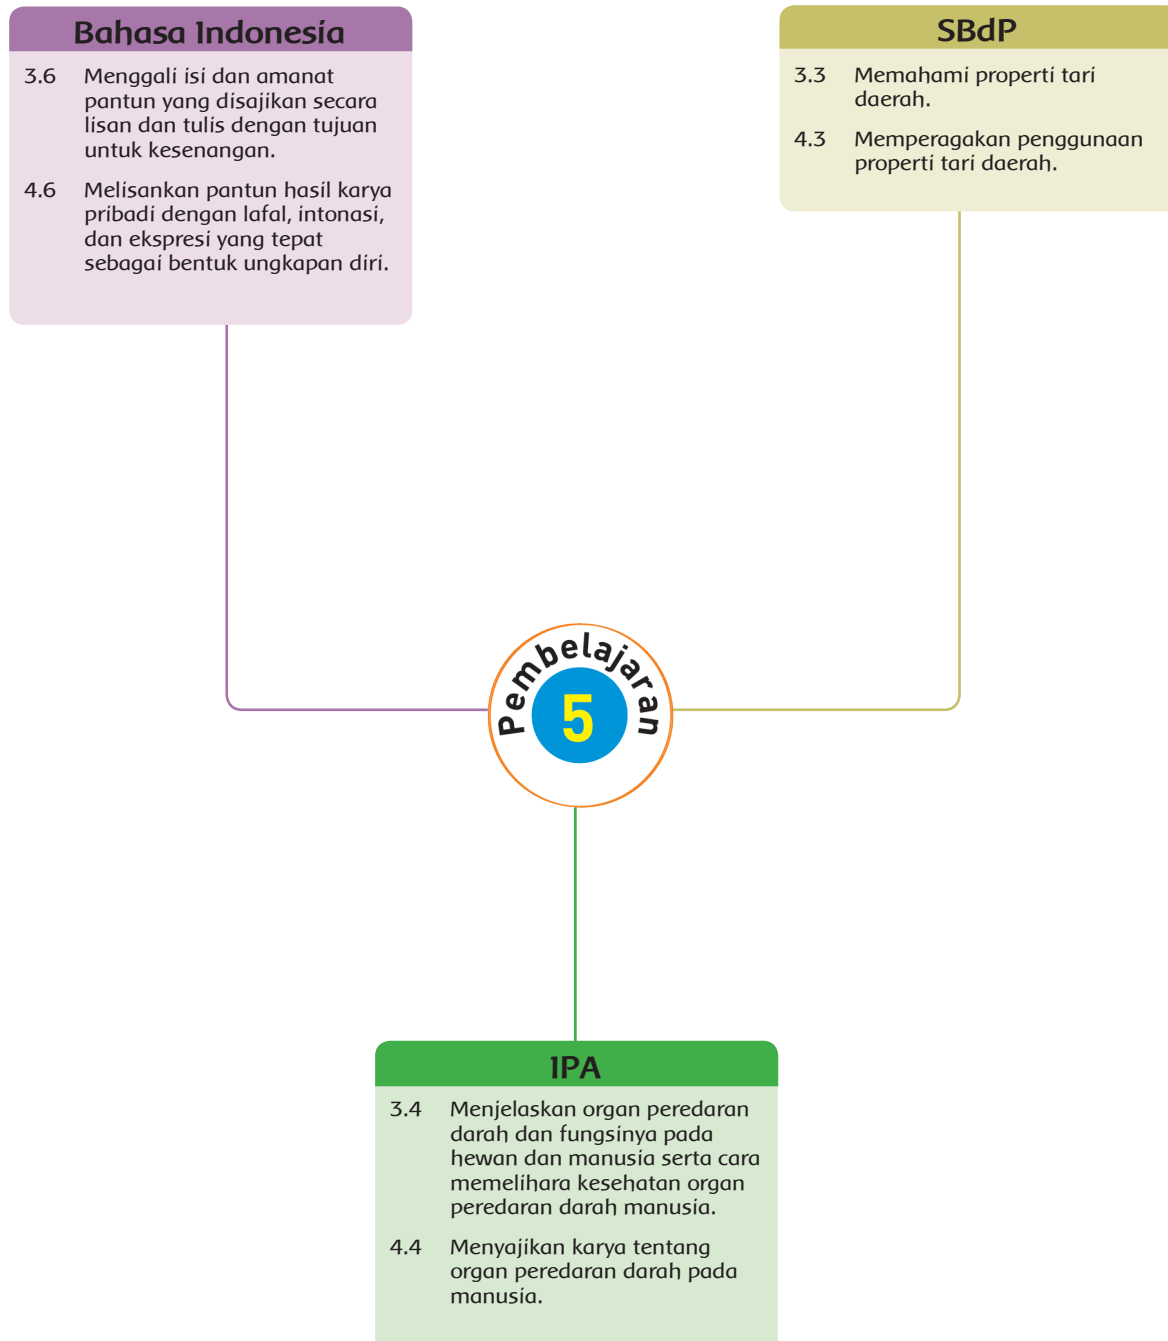 Bahasa Indonesia
3.6 Menggali isi dan amanat
pantun yang disajikan secara
lisan dan tulis dengan tujuan
untuk kesenangan.
4.6 Melisankan pantun hasil karya
pribadi dengan lafal, intonasi,
dan ekspresi yang tepat
sebagai bentuk ungkapan diri.
SBdP
3.3 Memahami properti tari
daerah.
4.3 Memperagakan penggunaan
properti tari daerah.
Pembelajaran
5
IPA
3.4 Menjelaskan organ peredaran
darah dan fungsinya pada
hewan dan manusia serta cara
memelihara kesehatan organ
peredaran darah manusia.
4.4 Menyajikan karya tentang
organ peredaran darah pada
manusia.